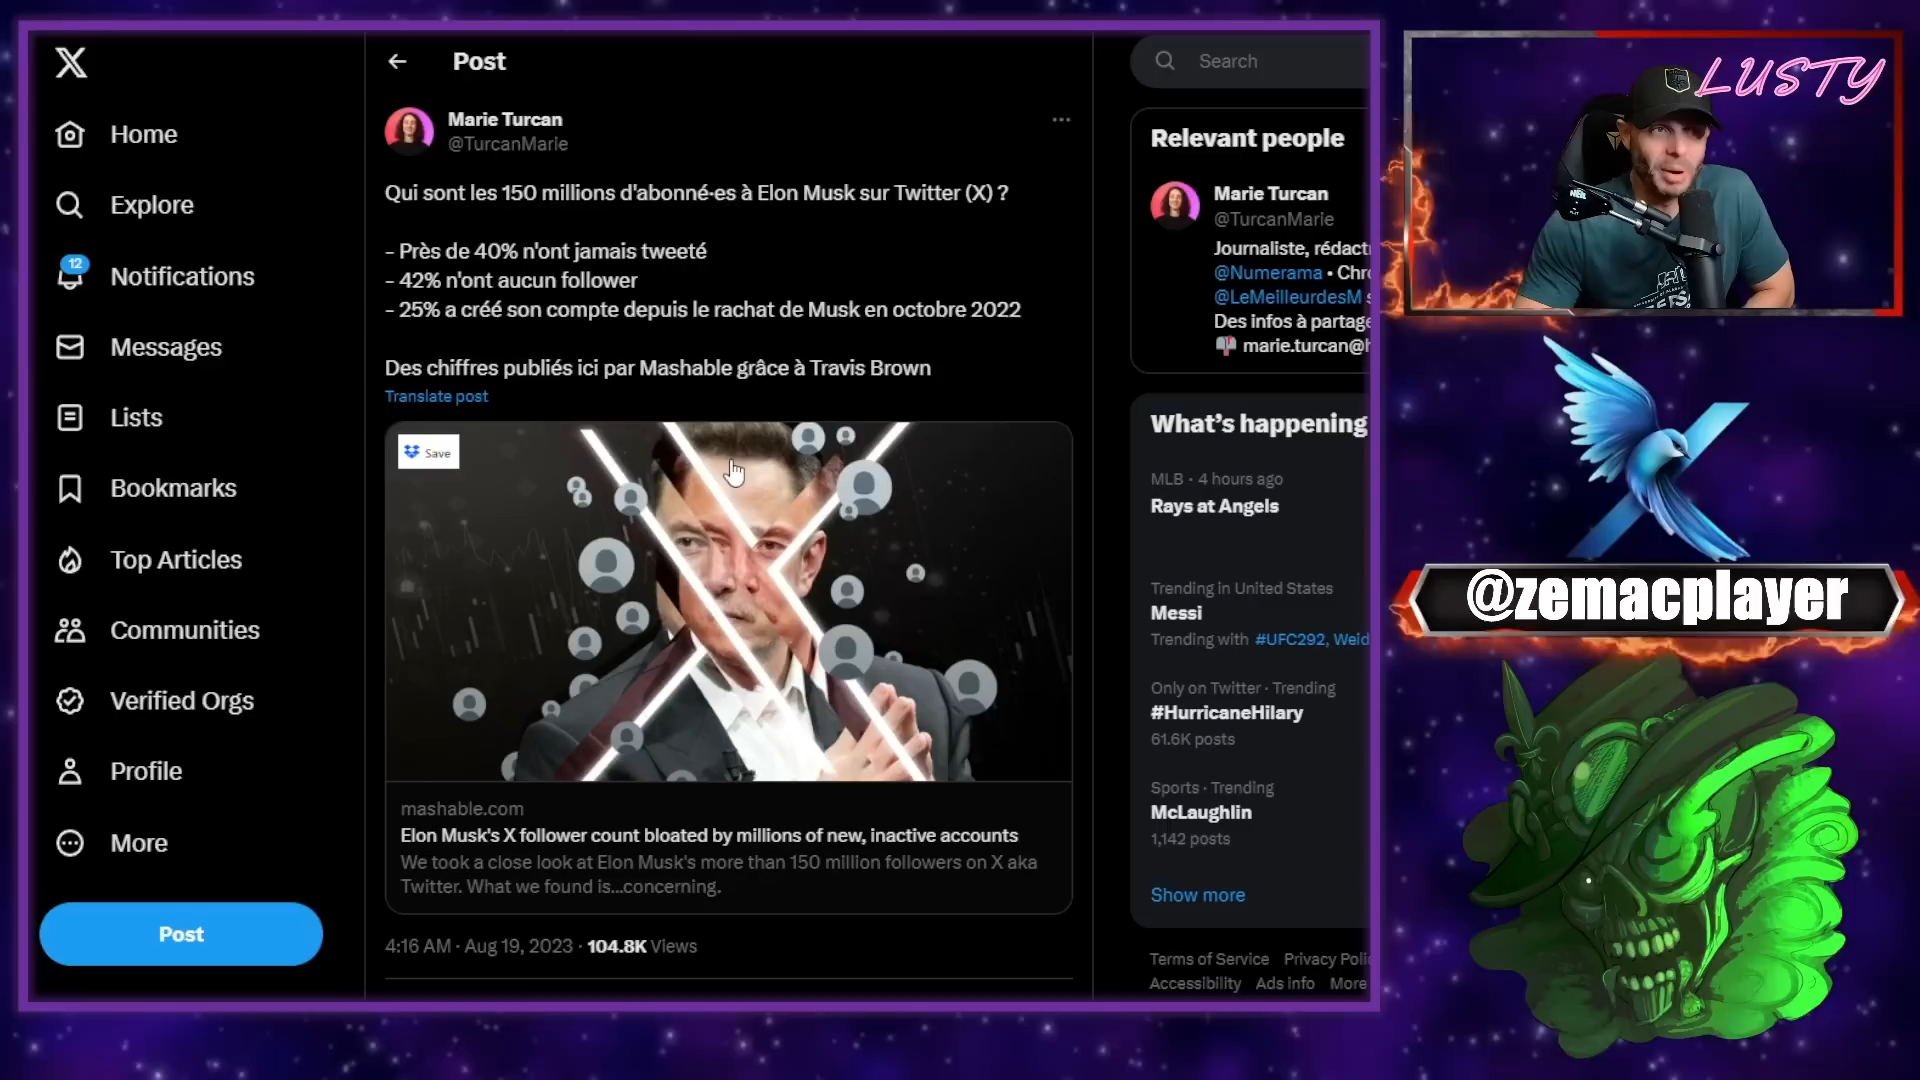 X
Home
Explore
12
Notifications
Messages
Lists
Bookmarks
Top Articles
Communities
Verified Orgs
Profile
More
Post
Post
Marie Turcan
@TurcanMarie
Qui sont les 150 millions d'abonné·es à Elon Musk sur Twitter (X) ?
- Près de 40% n'ont jamais tweeté
- 42% n'ont aucun follower
- 25% a créé son compte depuis le rachat de Musk en octobre 2022
Des chiffres publiés ici par Mashable grâce à Travis Brown
Translate post
Save
mashable.com
Elon Musk's X follower count bloated by millions of new, inactive accounts
We took a close look at Elon Musk's more than 150 million followers on X aka
Twitter. What we found is...concerning.
4:16 AM · Aug 19, 2023 · 104.8K Views
Search
Relevant people
Marie Turcan
@TurcanMarie
Journaliste, rédact
@Numerama • Chr
@LeMeilleurdesM s
Des infos à partage
marie.turcan@h
What's happening
MLB · 4 hours ago
Rays at Angels
Trending in United States
Messi
Trending with #UFC292, Weid
Only on Twitter · Trending
#HurricaneHilary
61.6K posts
Sports · Trending
McLaughlin
1,142 posts
Show more
Terms of Service Privacy Poli
Accessibility Ads info More
LUSTY
@zemacplayer